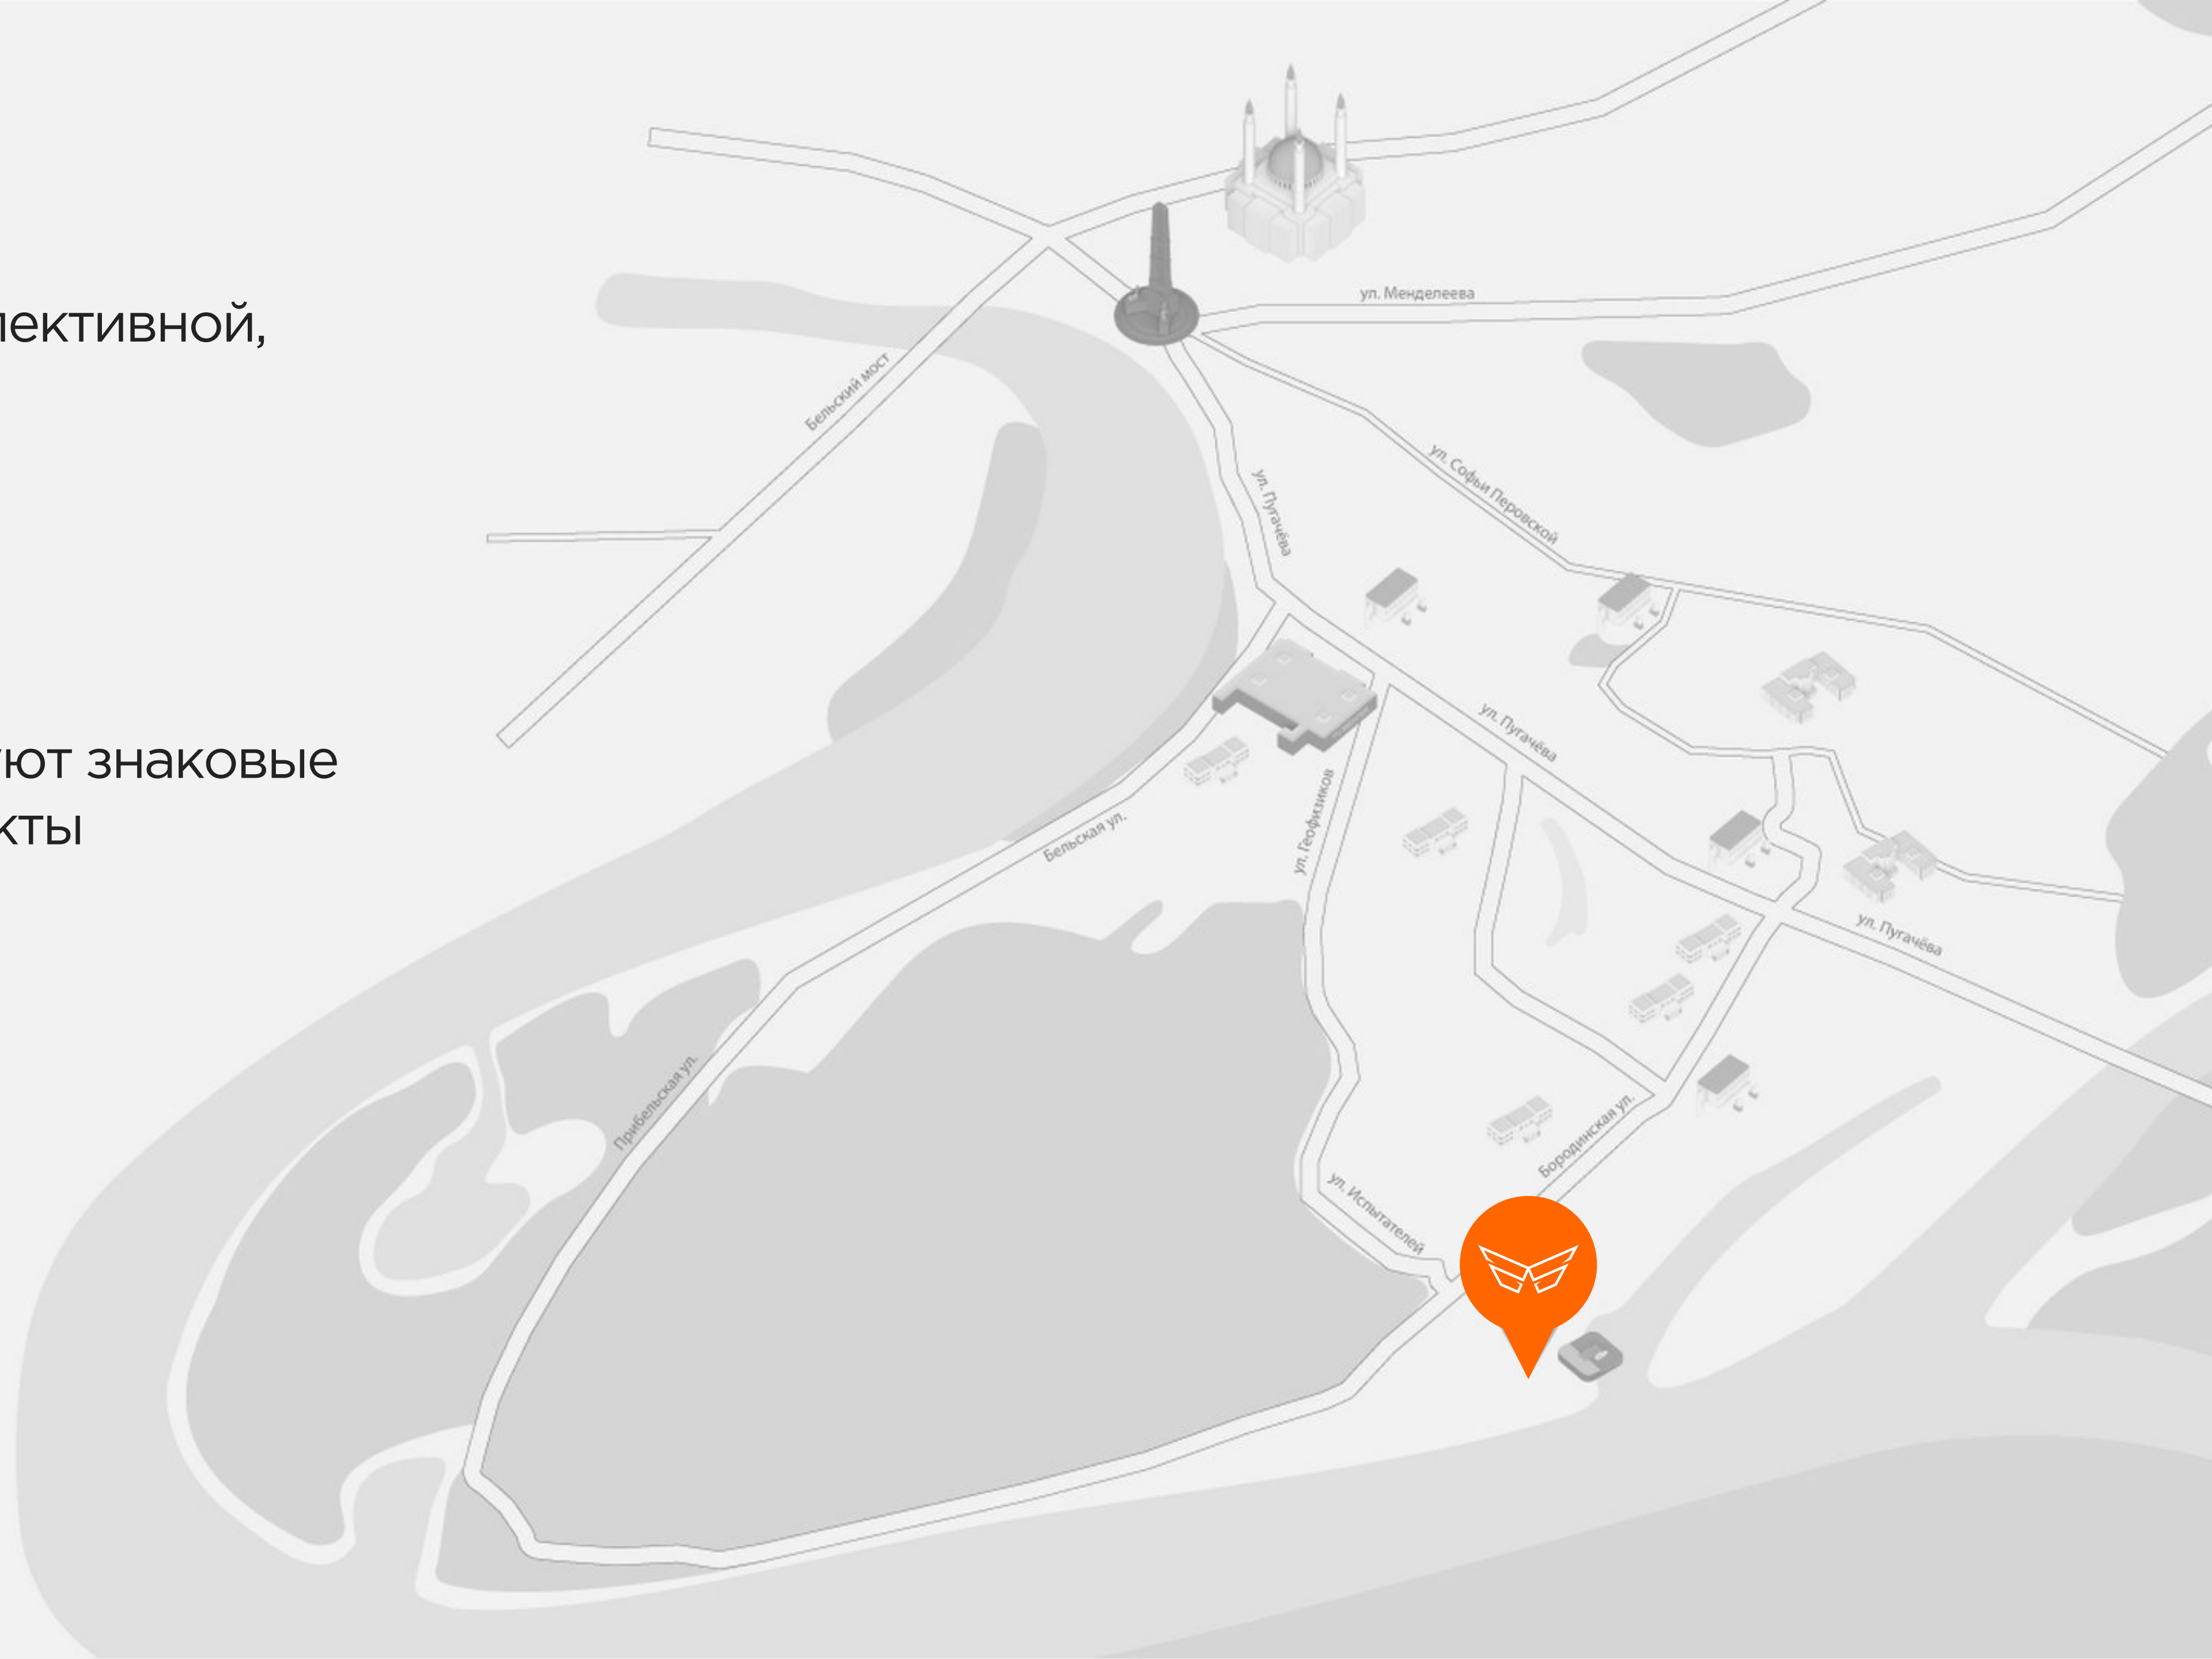 лективной,
ют знаковые
кты
ул. Менделеева
Бельский мост
ул. Софьи Перовской
ул. Пугачёва
ул. Пугачёва
ул. Геофизиков
Бельская ул.
ул. Пугачёва
Прибельская ул.
Бородинская ул.
ул. Испытателей